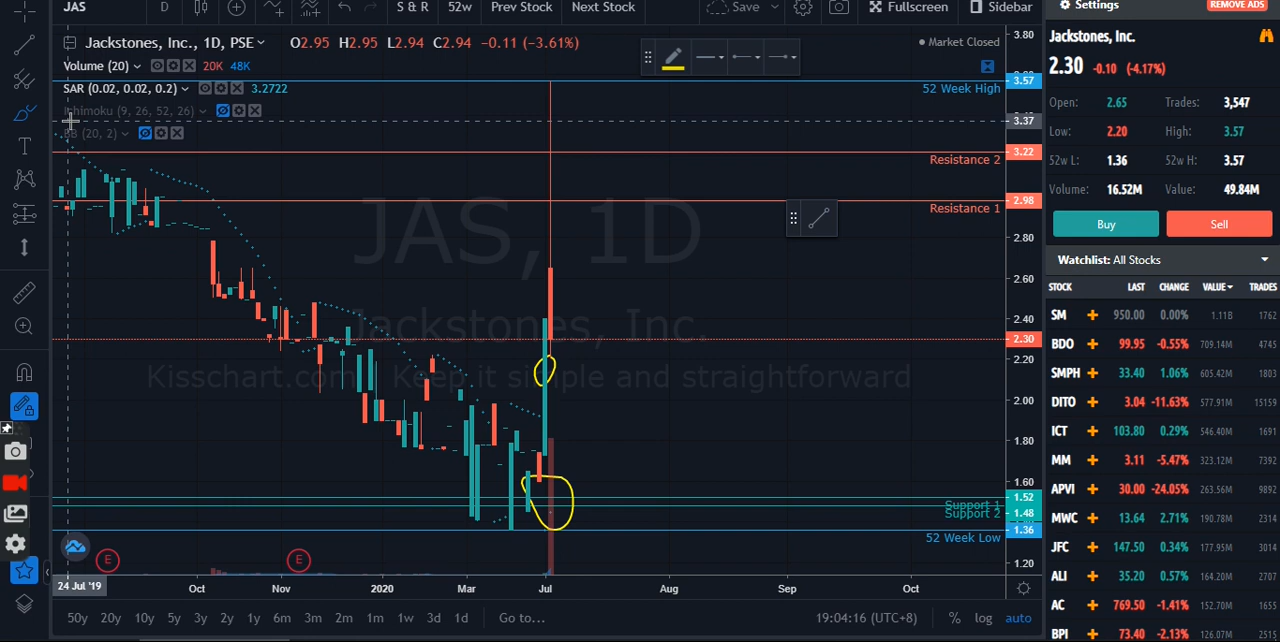 JAS D S & R 52w Prev Stock Next Stock Save Fullscreen Sidebar Settings REMOVE ADS
Jackstones, Inc., 1D, PSE O2.95 H2.95 L2.94 C2.94 −0.11 (−3.61%)
Market Closed
Volume (20) 20K 48K
SAR (0.02, 0.02, 0.2) 3.2722
Ichimoku (9, 26, 52, 26)
BB (20, 2)
JAS, 1D
Jackstones, Inc.
Kisschart.com Keep it simple and straightforward
52 Week High
Resistance 2
Resistance 1
Support 1
Support 2
52 Week Low
3.80
3.57
3.37
3.22
2.98
2.80
2.60
2.40
2.30
2.20
2.00
1.80
1.60
1.52
1.48
1.36
1.20
E E
24 Jul '19 Oct Nov 2020 Mar Jul Aug Sep Oct
50y 20y 10y 5y 3y 2y 1y 6m 3m 2m 1m 1w 3d 1d Go to... 19:04:16 (UTC+8) % log auto
Jackstones, Inc.
2.30 -0.10 (-4.17%)
Open: 2.65 Trades: 3,547
Low: 2.20 High: 3.57
52w L: 1.36 52w H: 3.57
Volume: 16.52M Value: 49.84M
Buy Sell
Watchlist: All Stocks
STOCK LAST CHANGE VALUE TRADES
SM 950.00 0.00% 1.11B 1762
BDO 99.95 -0.55% 709.14M 4745
SMPH 33.40 1.06% 605.42M 1803
DITO 3.04 -11.63% 577.91M 15159
ICT 103.80 0.29% 546.40M 1691
MM 3.11 -5.47% 323.12M 7392
APVI 30.00 -24.05% 263.56M 9892
MWC 13.64 2.71% 190.78M 2314
JFC 147.50 0.34% 177.95M 3014
ALI 35.20 0.57% 164.20M 2707
AC 769.50 -1.41% 152.70M 1655
BPI 73.40 -2.13% 126.07M 2515